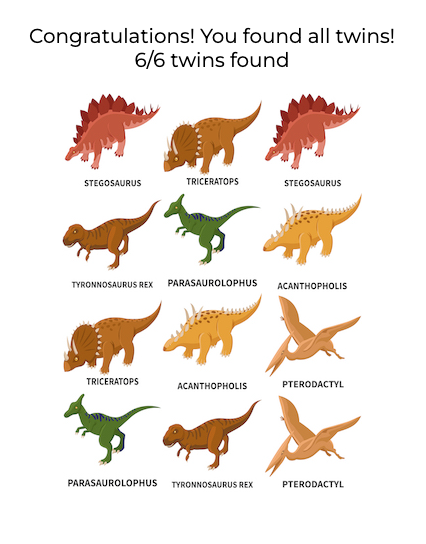 Congratulations! You found all twins!
6/6 twins found
STEGOSAURUS
TRICERATOPS
STEGOSAURUS
TYRONNOSAURUS REX
PARASAUROLOPHUS
ACANTHOPHOLIS
TRICERATOPS
ACANTHOPHOLIS
PTERODACTYL
PARASAUROLOPHUS
TYRONNOSAURUS REX
PTERODACTYL